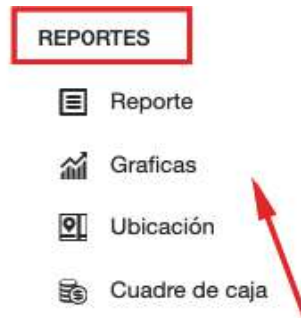 REPORTES
Reporte
Graficas
Ubicación
Cuadre de caja